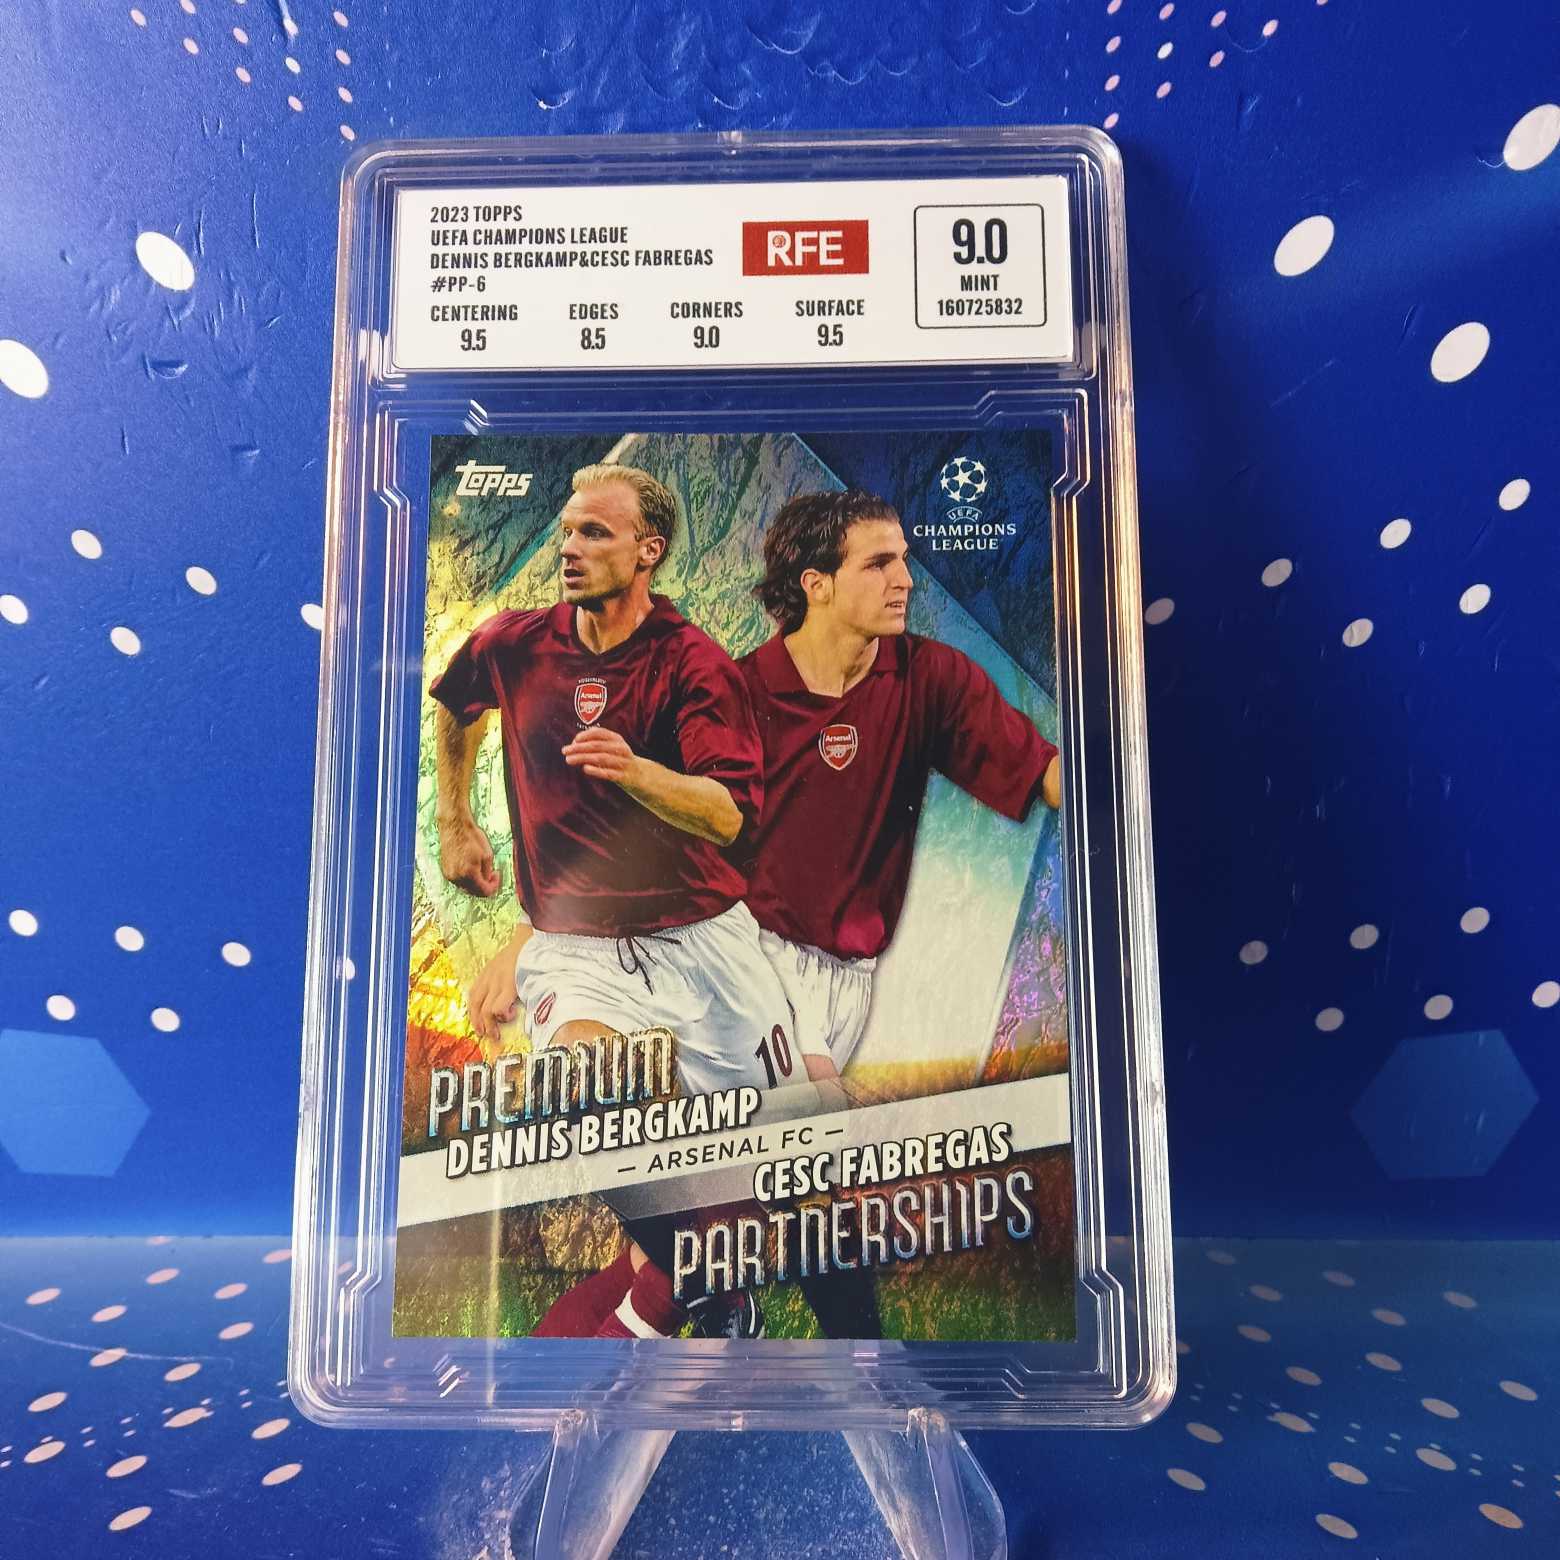 2023 TOPPS
UEFA CHAMPIONS LEAGUE
DENNIS BERGKAMP&CESC FABREGAS
#PP-6
RFE
9.0
MINT
160725832
CENTERING EDGES CORNERS SURFACE
9.5 8.5 9.0 9.5
Topps
UEFA
CHAMPIONS
LEAGUE
Arsenal
Arsenal
10
PREMIUM
DENNIS BERGKAMP
– ARSENAL FC –
CESC FABREGAS
PARTNERSHIPS